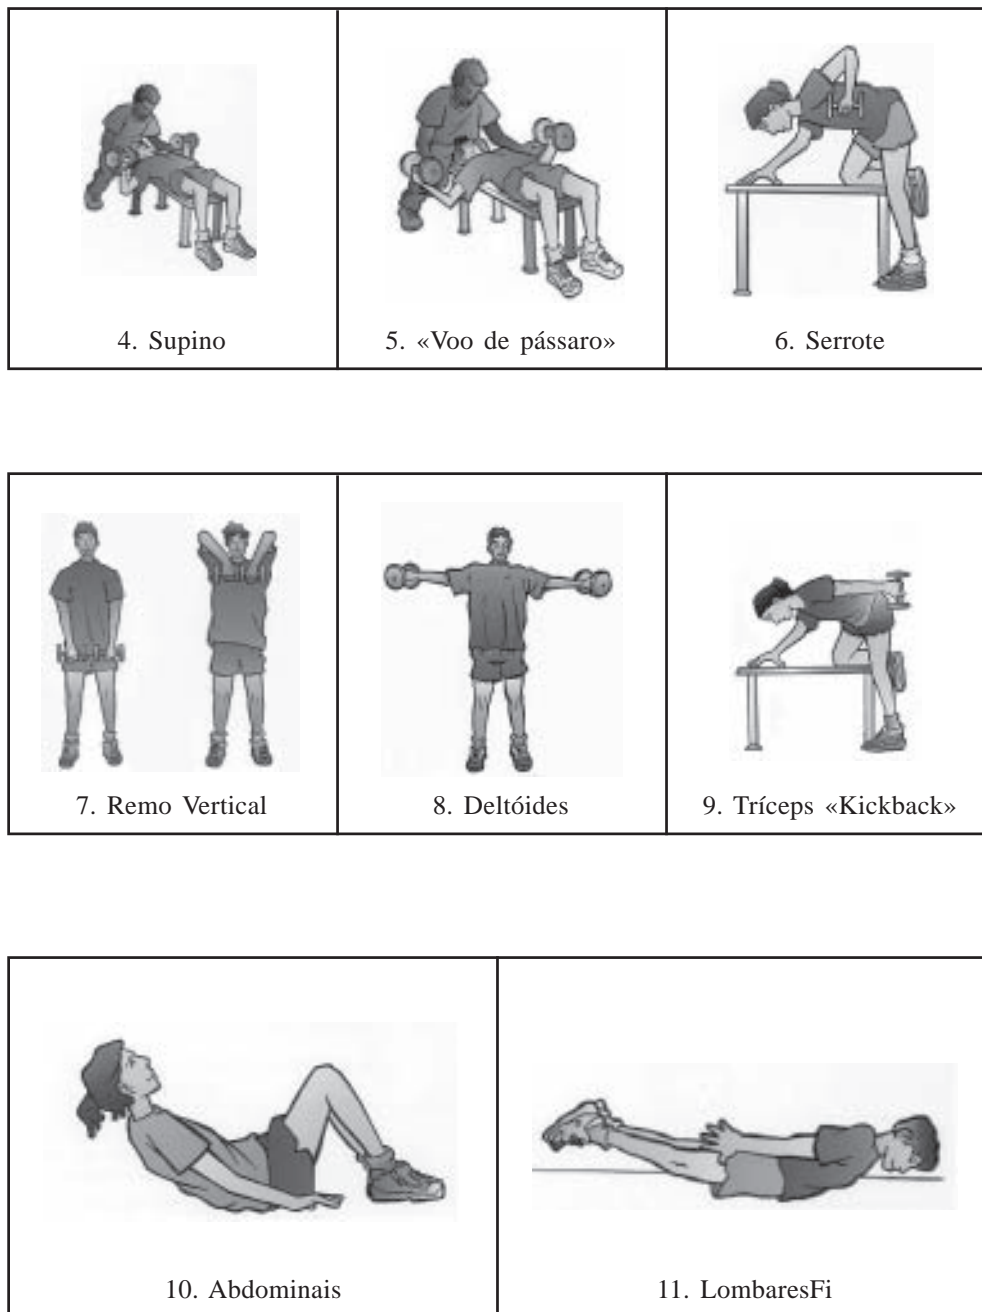 4. Supino
5. «Voo de pássaro»
6. Serrote
7. Remo Vertical
8. Deltóides
9. Tríceps «Kickback»
10. Abdominais
11. LombaresFi